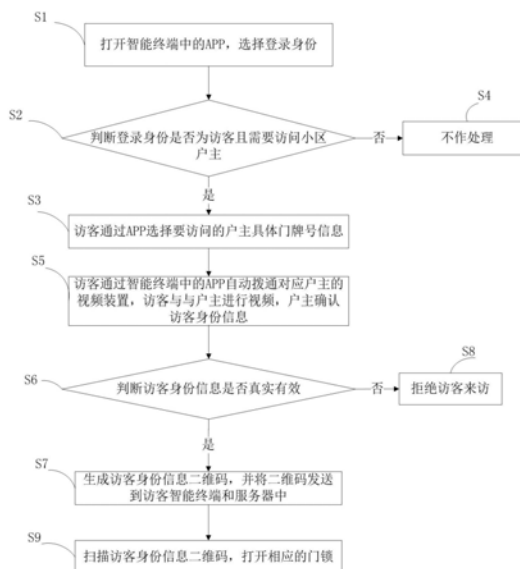 S1
打开智能终端中的APP，选择登录身份
S2
判断登录身份是否为访客且需要访问小区
户主
否
S4
不作处理
是
S3
访客通过APP选择要访问的户主具体门牌号信息
S5
访客通过智能终端中的APP自动拨通对应户主的
视频装置，访客与与户主进行视频，户主确认
访客身份信息
S6
判断访客身份信息是否真实有效
否
S8
拒绝访客来访
是
S7
生成访客身份信息二维码，并将二维码发送
到访客智能终端和服务器中
S9
扫描访客身份信息二维码，打开相应的门锁